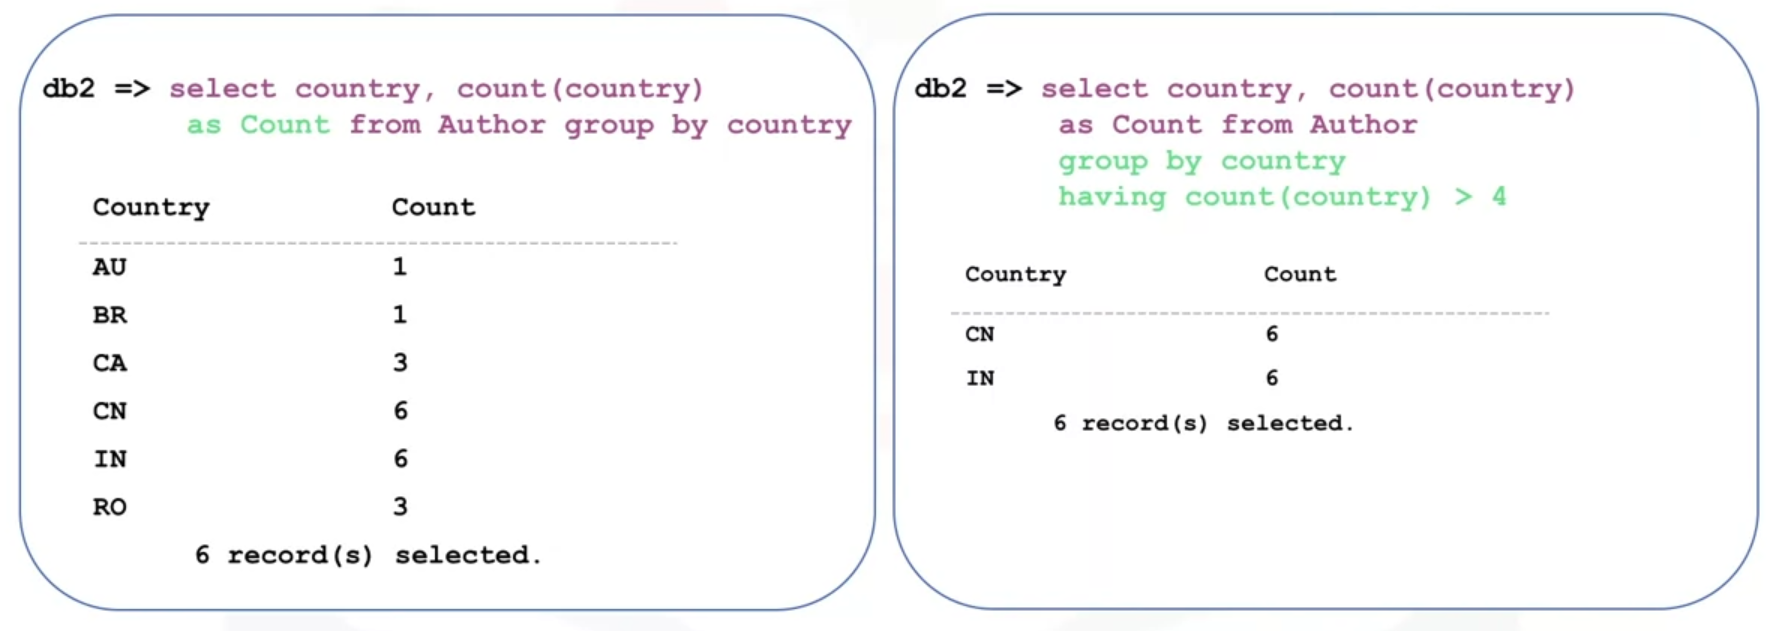 db2 => select country, count(country)
as Count from Author group by country
Country Count
AU 1
BR 1
CA 3
CN 6
IN 6
RO 3
6 record(s) selected.
db2 => select country, count(country)
as Count from Author
group by country
having count(country) > 4
Country Count
CN 6
IN 6
6 record(s) selected.